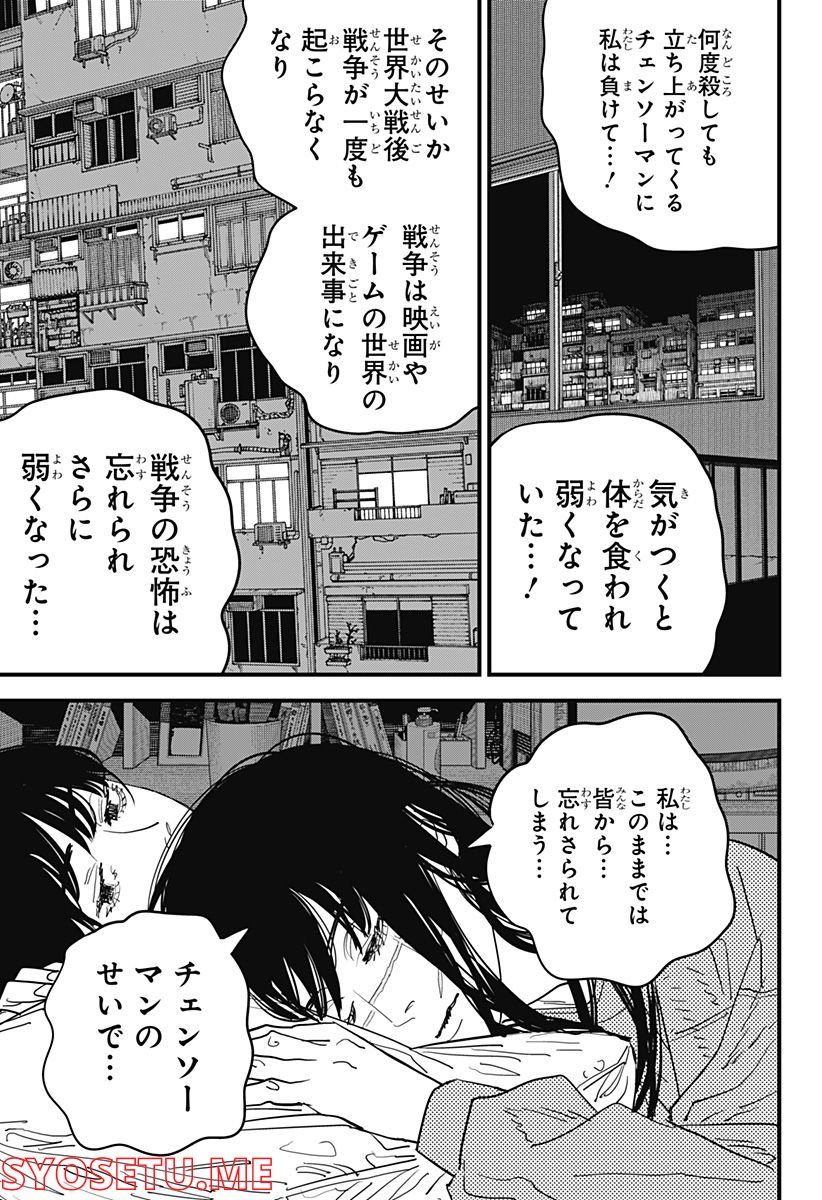 何度殺しても
立ち上がってくる
チェンソーマンに
私は負けて…！
気がつくと
体を食われ
弱くなって
いた…！
そのせいか
世界大戦後
戦争が一度も
起こらなく
なり
戦争は映画や
ゲームの世界の
出来事になり
戦争の恐怖は
忘れられ
さらに
弱くなった…
私は…
このままでは
皆から…
忘れさられて
しまう…
チェンソー
マンの
せいで…
SYOSETU.ME